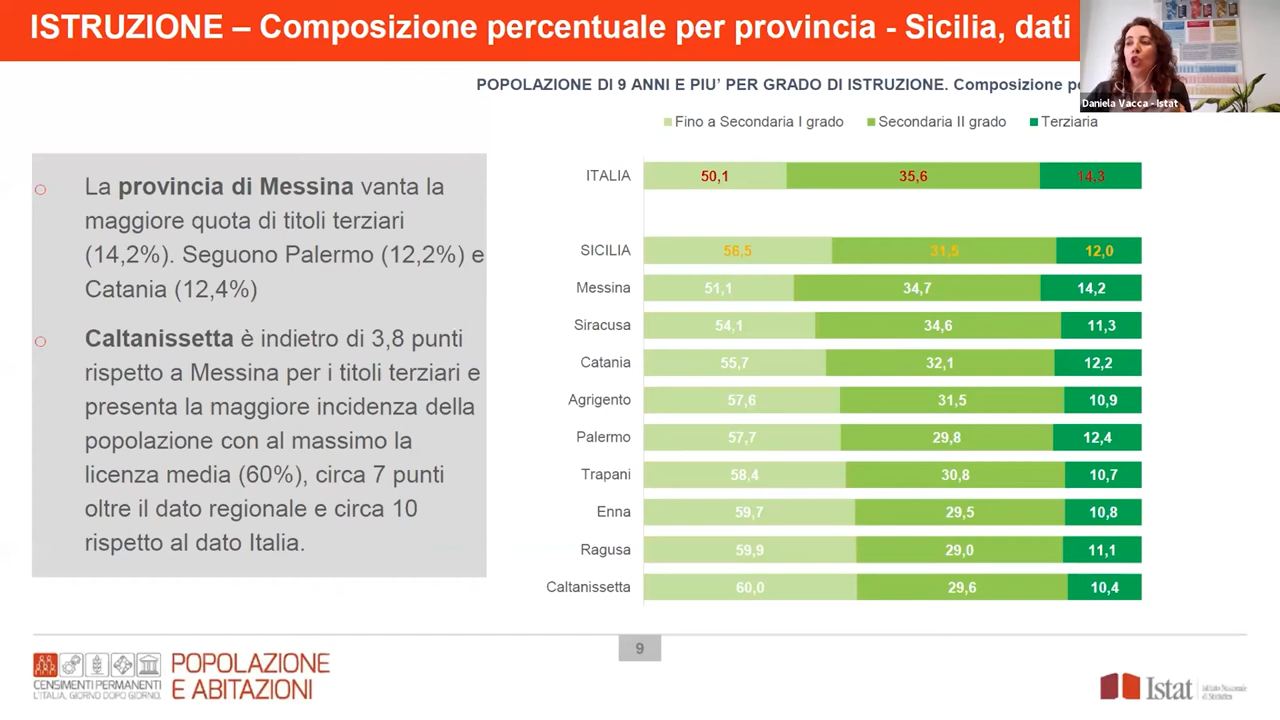 ISTRUZIONE – Composizione percentuale per provincia - Sicilia, dati
Daniela Vacca - Istat
POPOLAZIONE DI 9 ANNI E PIU' PER GRADO DI ISTRUZIONE. Composizione
Fino a Secondaria I grado Secondaria II grado Terziaria
La provincia di Messina vanta la
maggiore quota di titoli terziari
(14,2%). Seguono Palermo (12,2%) e
Catania (12,4%)
Caltanissetta è indietro di 3,8 punti
rispetto a Messina per i titoli terziari e
presenta la maggiore incidenza della
popolazione con al massimo la
licenza media (60%), circa 7 punti
oltre il dato regionale e circa 10
rispetto al dato Italia.
ITALIA 50,1 35,6 14,3
SICILIA 56,5 31,5 12,0
Messina 51,1 34,7 14,2
Siracusa 54,1 34,6 11,3
Catania 55,7 32,1 12,2
Agrigento 57,6 31,5 10,9
Palermo 57,7 29,8 12,4
Trapani 58,4 30,8 10,7
Enna 59,7 29,5 10,8
Ragusa 59,9 29,0 11,1
Caltanissetta 60,0 29,6 10,4
9
CENSIMENTI PERMANENTI
L'ITALIA, GIORNO DOPO GIORNO.
POPOLAZIONE
E ABITAZIONI
Istat
Istituto Nazionale
di Statistica